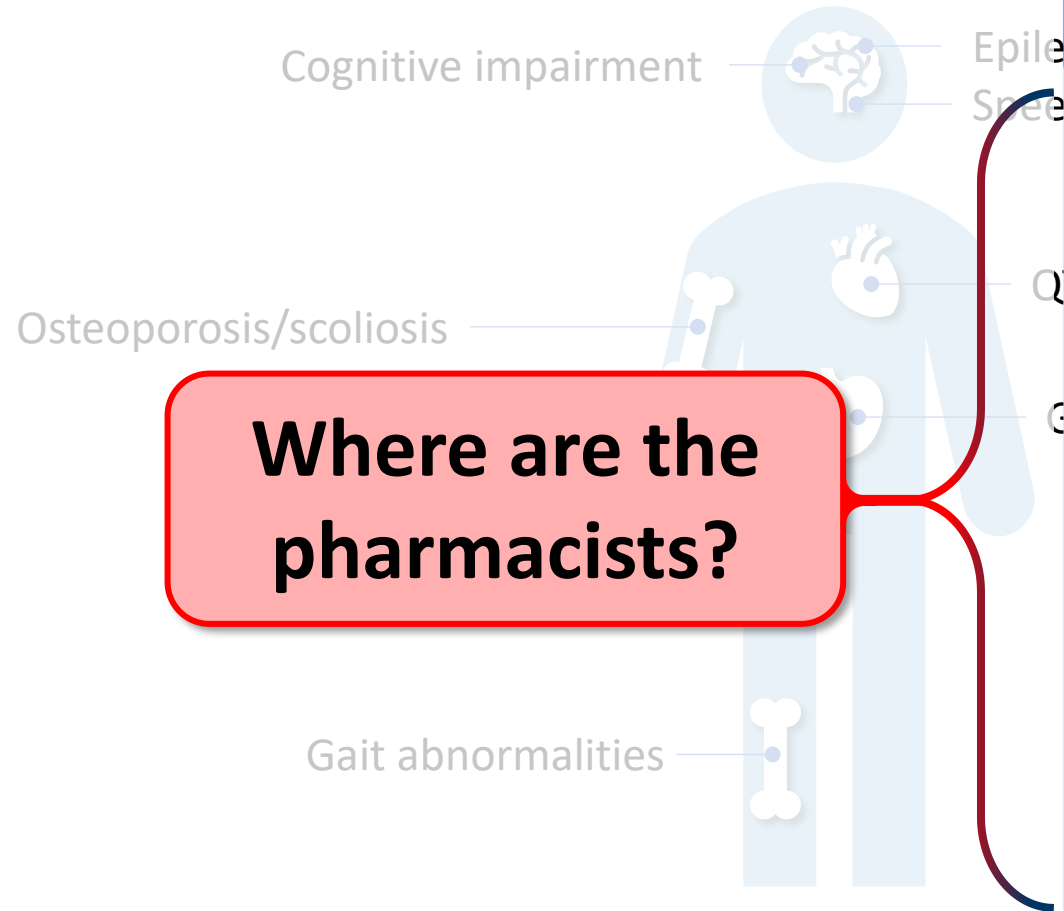 Cognitive impairment
Osteoporosis/scoliosis
Where are the
pharmacists?
Gait abnormalities